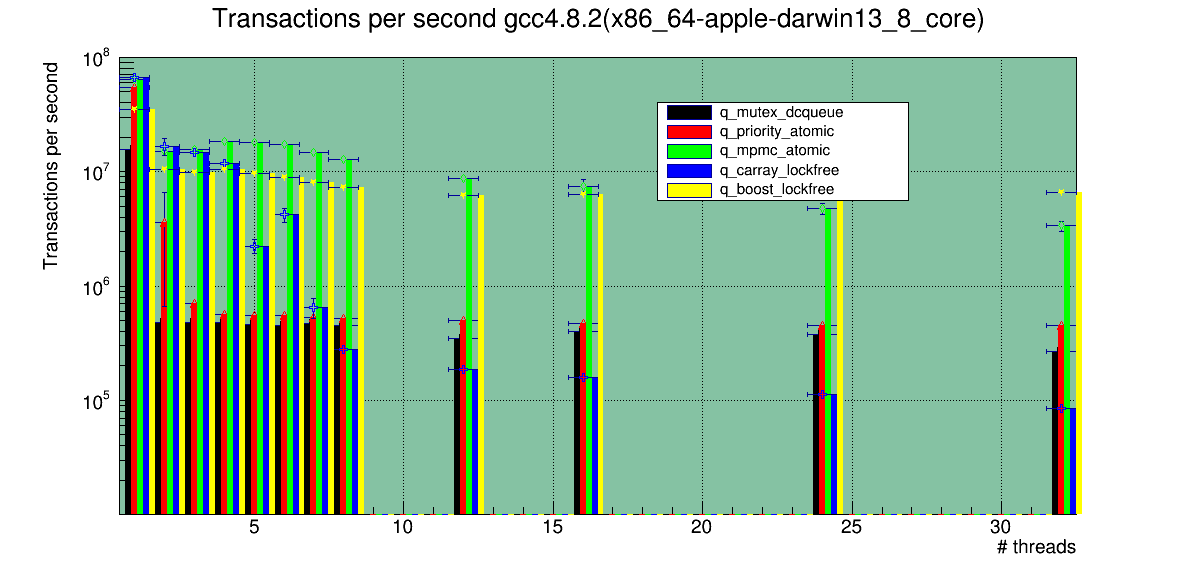 Transactions per second gcc4.8.2(x86_64-apple-darwin13_8_core)
Transactions per second
10^8
10^7
10^6
10^5
q_mutex_dcqueue
q_priority_atomic
q_mpmc_atomic
q_carray_lockfree
q_boost_lockfree
5 10 15 20 25 30
# threads